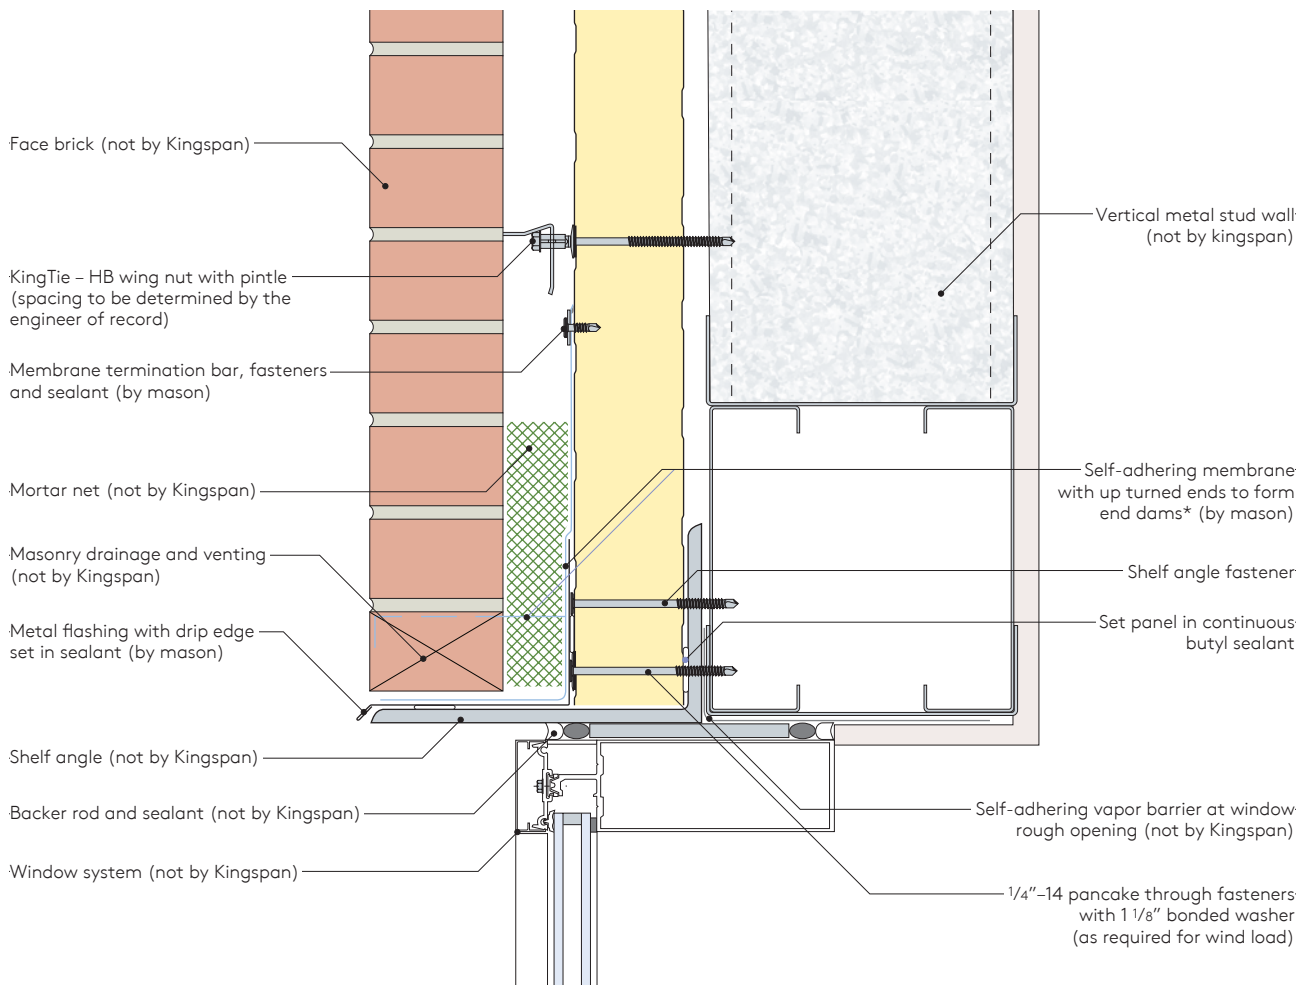 Face brick (not by Kingspan)
KingTie – HB wing nut with pintle
(spacing to be determined by the
engineer of record)
Membrane termination bar, fasteners
and sealant (by mason)
Mortar net (not by Kingspan)
Masonry drainage and venting
(not by Kingspan)
Metal flashing with drip edge
set in sealant (by mason)
Shelf angle (not by Kingspan)
Backer rod and sealant (not by Kingspan)
Window system (not by Kingspan)
Vertical metal stud wall
(not by kingspan)
Self-adhering membrane
with up turned ends to form
end dams* (by mason)
Shelf angle fastener
Set panel in continuous
butyl sealant
Self-adhering vapor barrier at window
rough opening (not by Kingspan)
1/4”–14 pancake through fasteners
with 1 1/8” bonded washer
(as required for wind load)